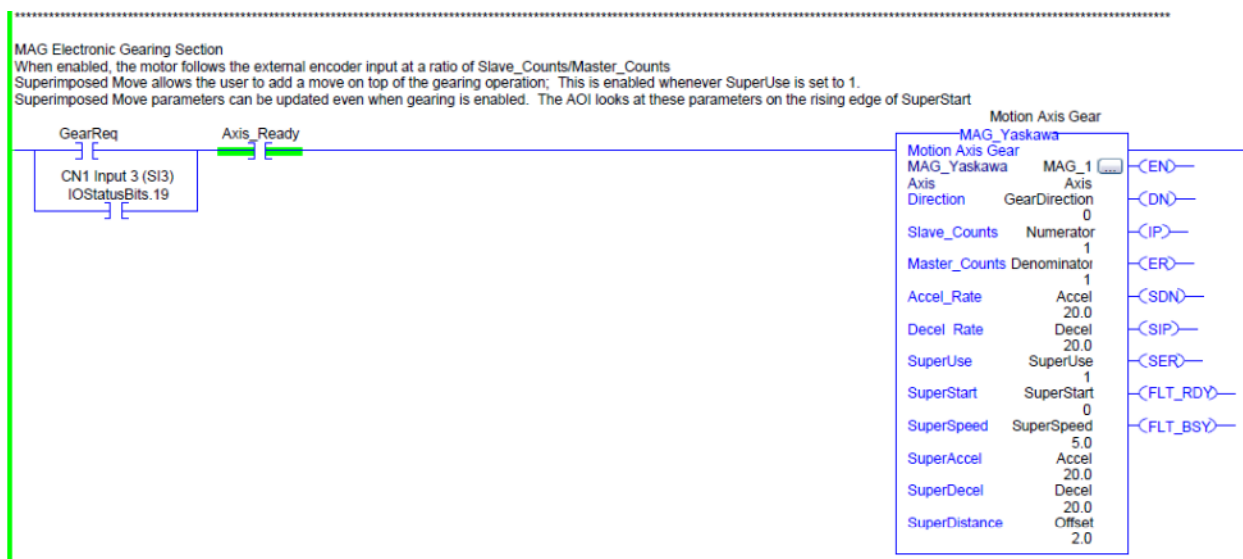 MAG Electronic Gearing Section
When enabled, the motor follows the external encoder input at a ratio of Slave_Counts/Master_Counts
Superimposed Move allows the user to add a move on top of the gearing operation; This is enabled whenever SuperUse is set to 1.
Superimposed Move parameters can be updated even when gearing is enabled. The AOI looks at these parameters on the rising edge of SuperStart
GearReq
Axis_Ready
CN1 Input 3 (SI3)
IOStatusBits.19
Motion Axis Gear
MAG_Yaskawa
Motion Axis Gear
MAG_Yaskawa MAG_1 ... EN
Axis Axis
Direction GearDirection DN
0
Slave_Counts Numerator IP
1
Master_Counts Denominator ER
1
Accel_Rate Accel SDN
20.0
Decel_Rate Decel SIP
20.0
SuperUse SuperUse SER
1
SuperStart SuperStart FLT_RDY
0
SuperSpeed SuperSpeed FLT_BSY
5.0
SuperAccel Accel
20.0
SuperDecel Decel
20.0
SuperDistance Offset
2.0